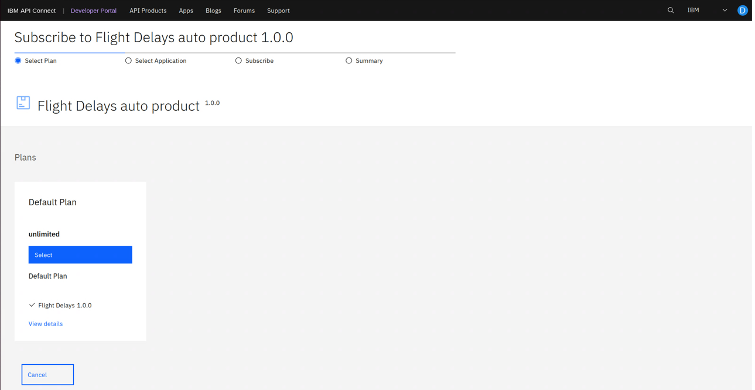 IBM API Connect | Developer Portal API Products Apps Blogs Forums Support IBM D
Subscribe to Flight Delays auto product 1.0.0
Select Plan Select Application Subscribe Summary
Flight Delays auto product 1.0.0
Plans
Default Plan
unlimited
Select
Default Plan
Flight Delays 1.0.0
View details
Cancel